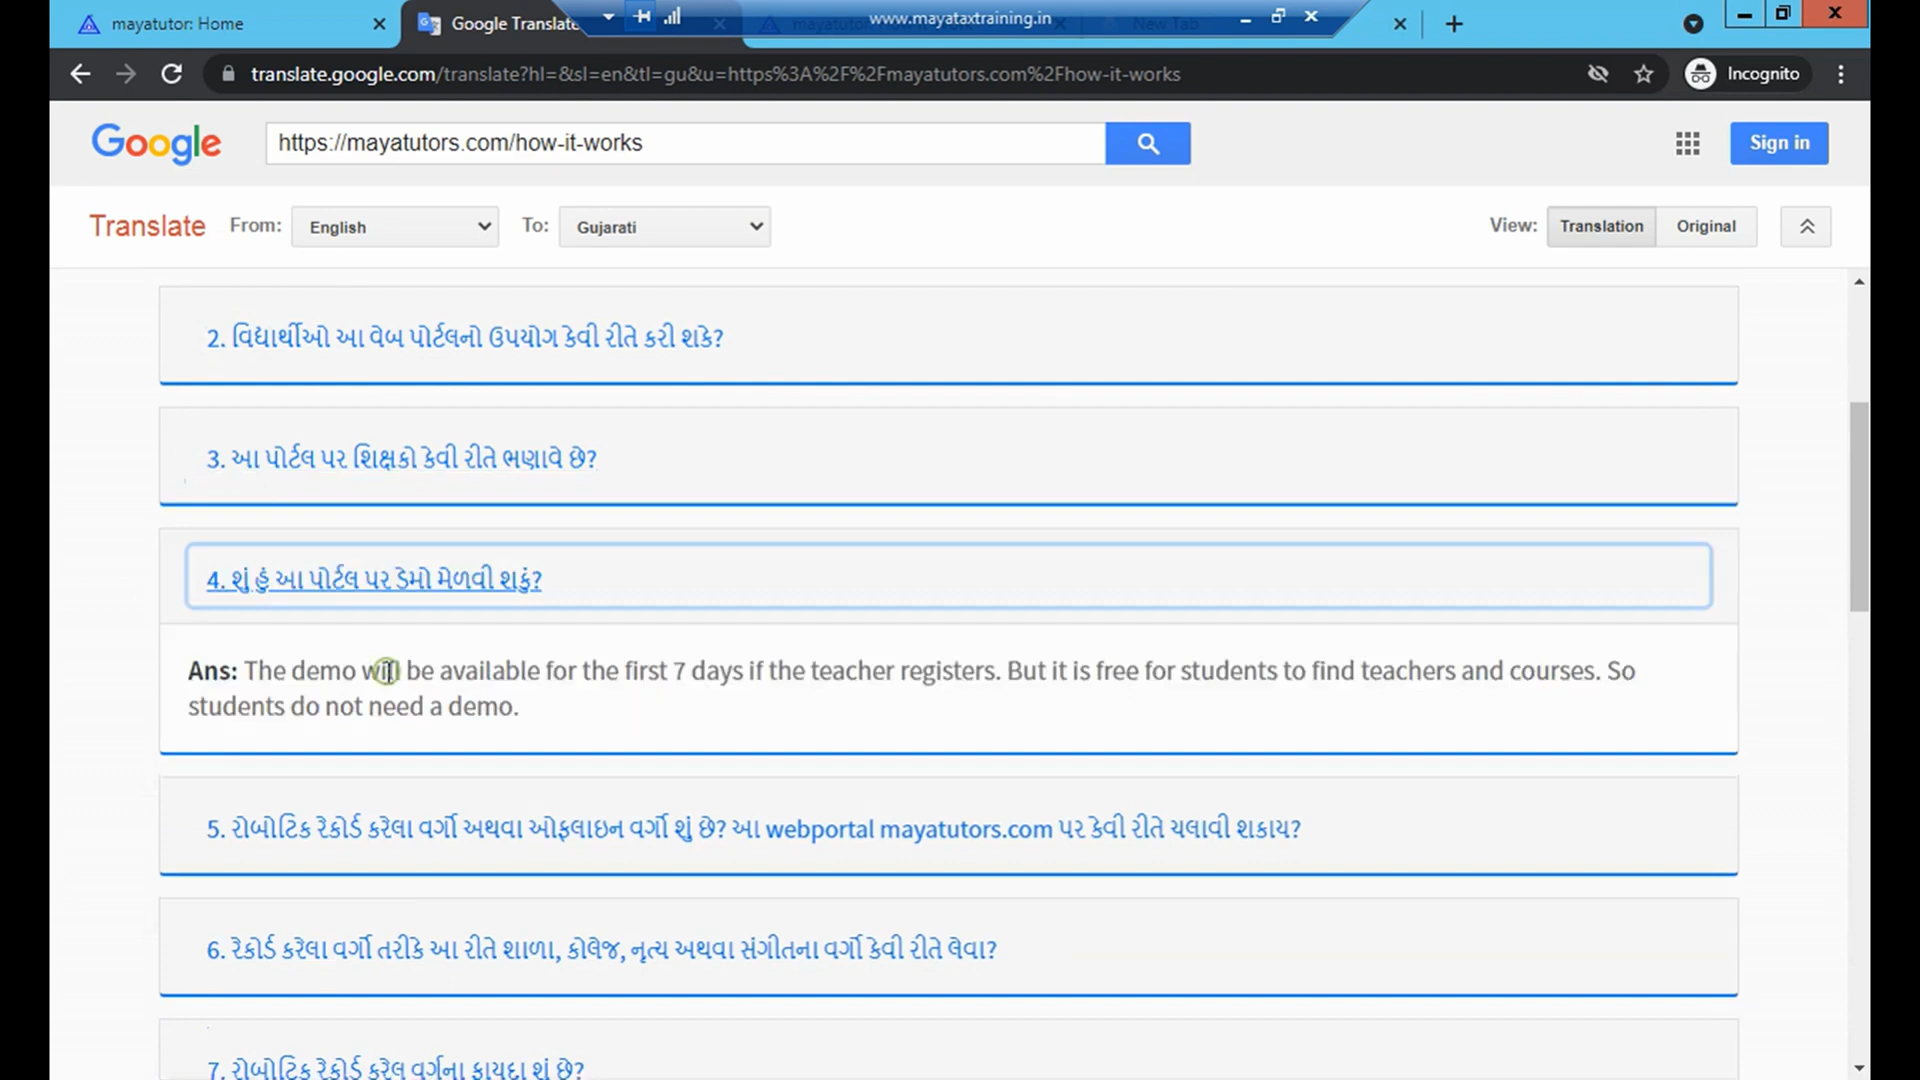 mayatutor: Home
Google Translate
www.mayataxtraining.in
New Tab
translate.google.com/translate?hl=&sl=en&tl=gu&u=https%3A%2F%2Fmayatutors.com%2Fhow-it-works
Incognito
Google
https://mayatutors.com/how-it-works
Sign in
Translate
From:
English
To:
Gujarati
View:
Translation
Original
2. વિદ્યાર્થીઓ આ વેબ પોર્ટલનો ઉપયોગ કેવી રીતે કરી શકે?
3. આ પોર્ટલ પર શિક્ષકો કેવી રીતે ભણાવે છે?
4. શું હું આ પોર્ટલ પર ડેમો મેળવી શકું?
Ans: The demo will be available for the first 7 days if the teacher registers. But it is free for students to find teachers and courses. So
students do not need a demo.
5. રોબોટિક રેકોર્ડ કરેલા વર્ગો અથવા ઓફલાઇન વર્ગો શું છે? આ webportal mayatutors.com પર કેવી રીતે ચલાવી શકાય?
6. રેકોર્ડ કરેલા વર્ગો તરીકે આ રીતે શાળા, કોલેજ, નૃત્ય અથવા સંગીતના વર્ગો કેવી રીતે લેવા?
7. રોબોટિક રેકોર્ડ કરેલ વર્ગના ફાયદા શું છે?